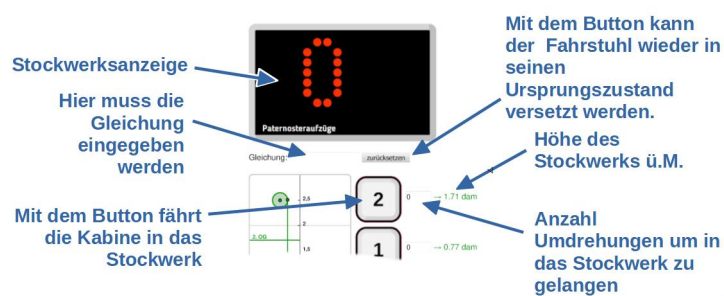 Mit dem Button kann
der Fahrstuhl wieder in
seinen
Ursprungszustand
versetzt werden.
Stockwerksanzeige
Hier muss die
Gleichung
eingegeben
werden
0
Paternosteraufzüge
Gleichung:
zurücksetzen
Höhe des
Stockwerks ü.M.
Mit dem Button fährt
die Kabine in das
Stockwerk
2,5
2
2. OG
1,5
2
0
→ 1.71 dam
1
0
→ 0.77 dam
Anzahl
Umdrehungen um in
das Stockwerk zu
gelangen